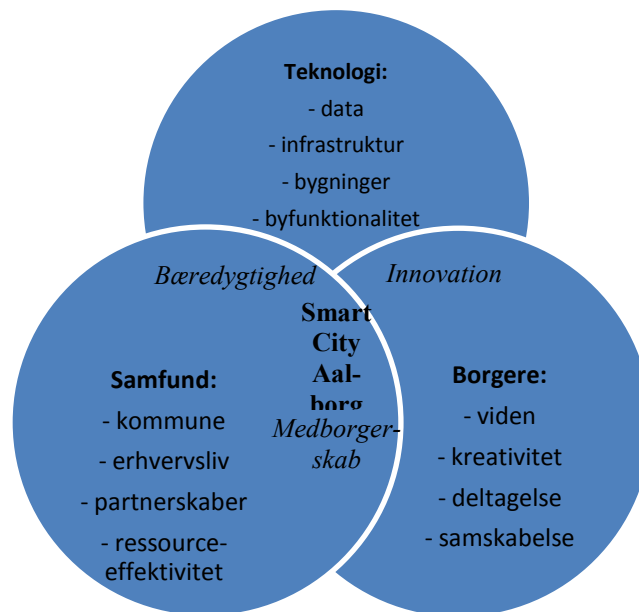 Teknologi:
- data
- infrastruktur
- bygninger
- byfunktionalitet
Bæredygtighed
Innovation
Smart
City
Aal-
borg
Medborger-
skab
Samfund:
- kommune
- erhvervsliv
- partnerskaber
- ressource-
effektivitet
Borgere:
- viden
- kreativitet
- deltagelse
- samskabelse